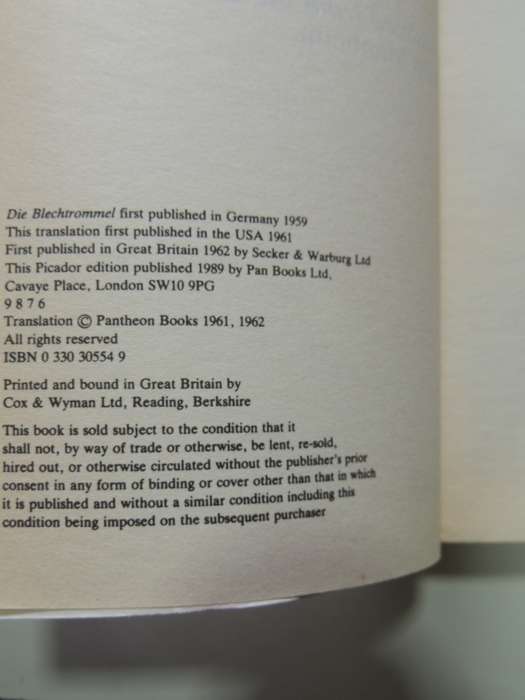 Die Blechtrommel first published in Germany 1959
This translation first published in the USA 1961
First published in Great Britain 1962 by Secker & Warburg Ltd
This Picador edition published 1989 by Pan Books Ltd,
Cavaye Place, London SW10 9PG
9 8 7 6
Translation © Pantheon Books 1961, 1962
All rights reserved
ISBN 0 330 30554 9
Printed and bound in Great Britain by
Cox & Wyman Ltd, Reading, Berkshire
This book is sold subject to the condition that it
shall not, by way of trade or otherwise, be lent, re-sold,
hired out, or otherwise circulated without the publisher's prior
consent in any form of binding or cover other than that in which
it is published and without a similar condition including this
condition being imposed on the subsequent purchaser